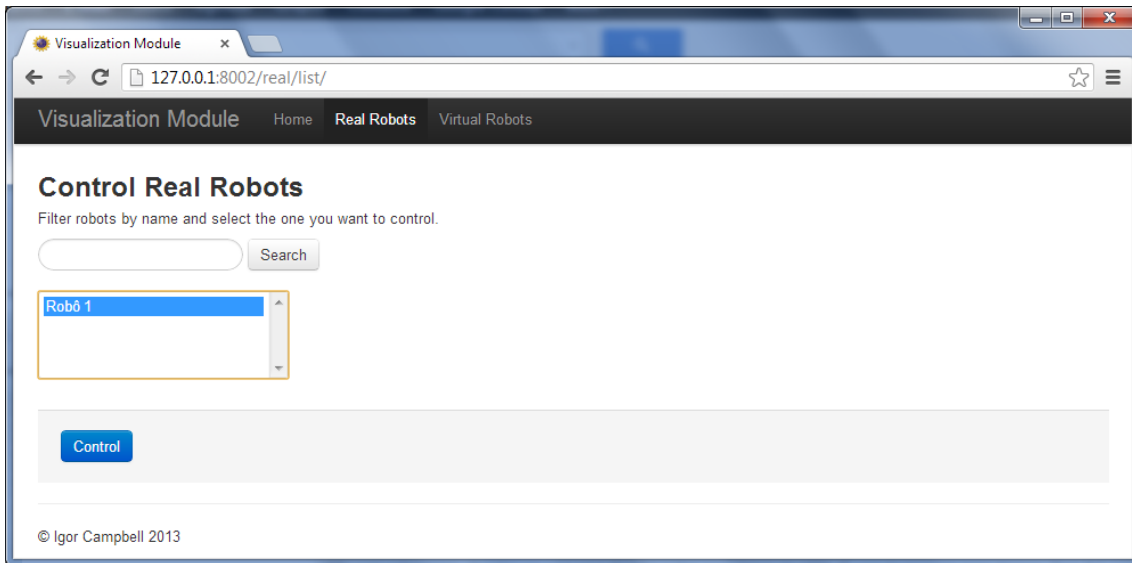 Visualization Module
127.0.0.1:8002/real/list/
Visualization Module Home Real Robots Virtual Robots
Control Real Robots
Filter robots by name and select the one you want to control.
Search
Robô 1
Control
© Igor Campbell 2013